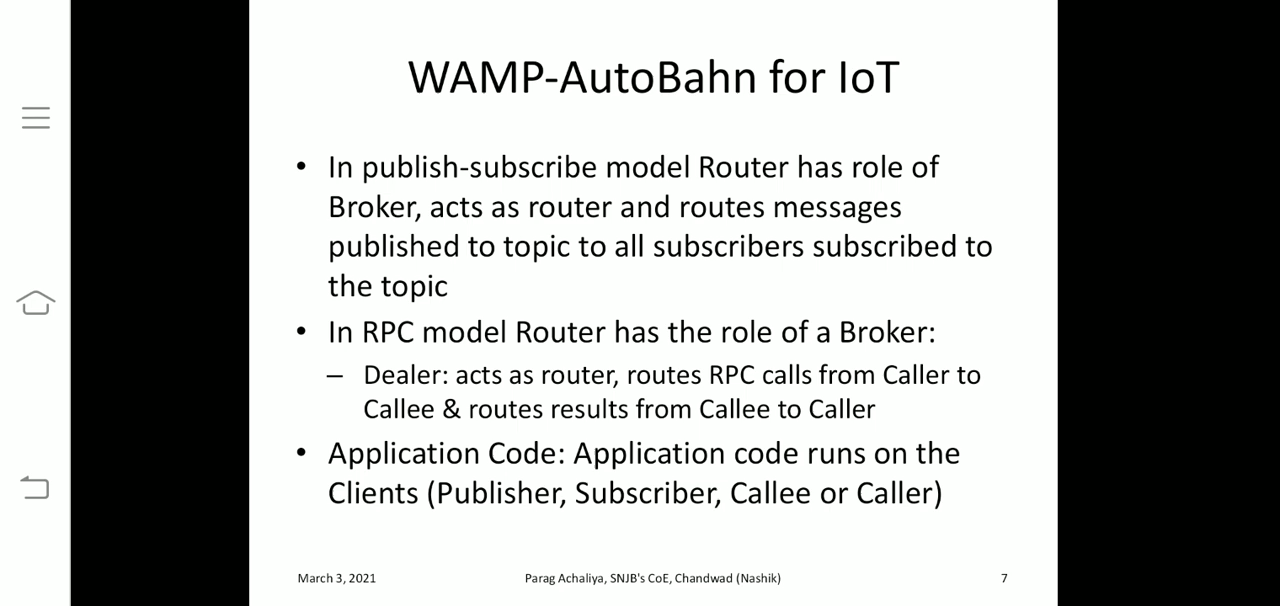 WAMP-AutoBahn for IoT
• In publish-subscribe model Router has role of
Broker, acts as router and routes messages
published to topic to all subscribers subscribed to
the topic
• In RPC model Router has the role of a Broker:
– Dealer: acts as router, routes RPC calls from Caller to
Callee & routes results from Callee to Caller
• Application Code: Application code runs on the
Clients (Publisher, Subscriber, Callee or Caller)
March 3, 2021
Parag Achaliya, SNJB's CoE, Chandwad (Nashik)
7